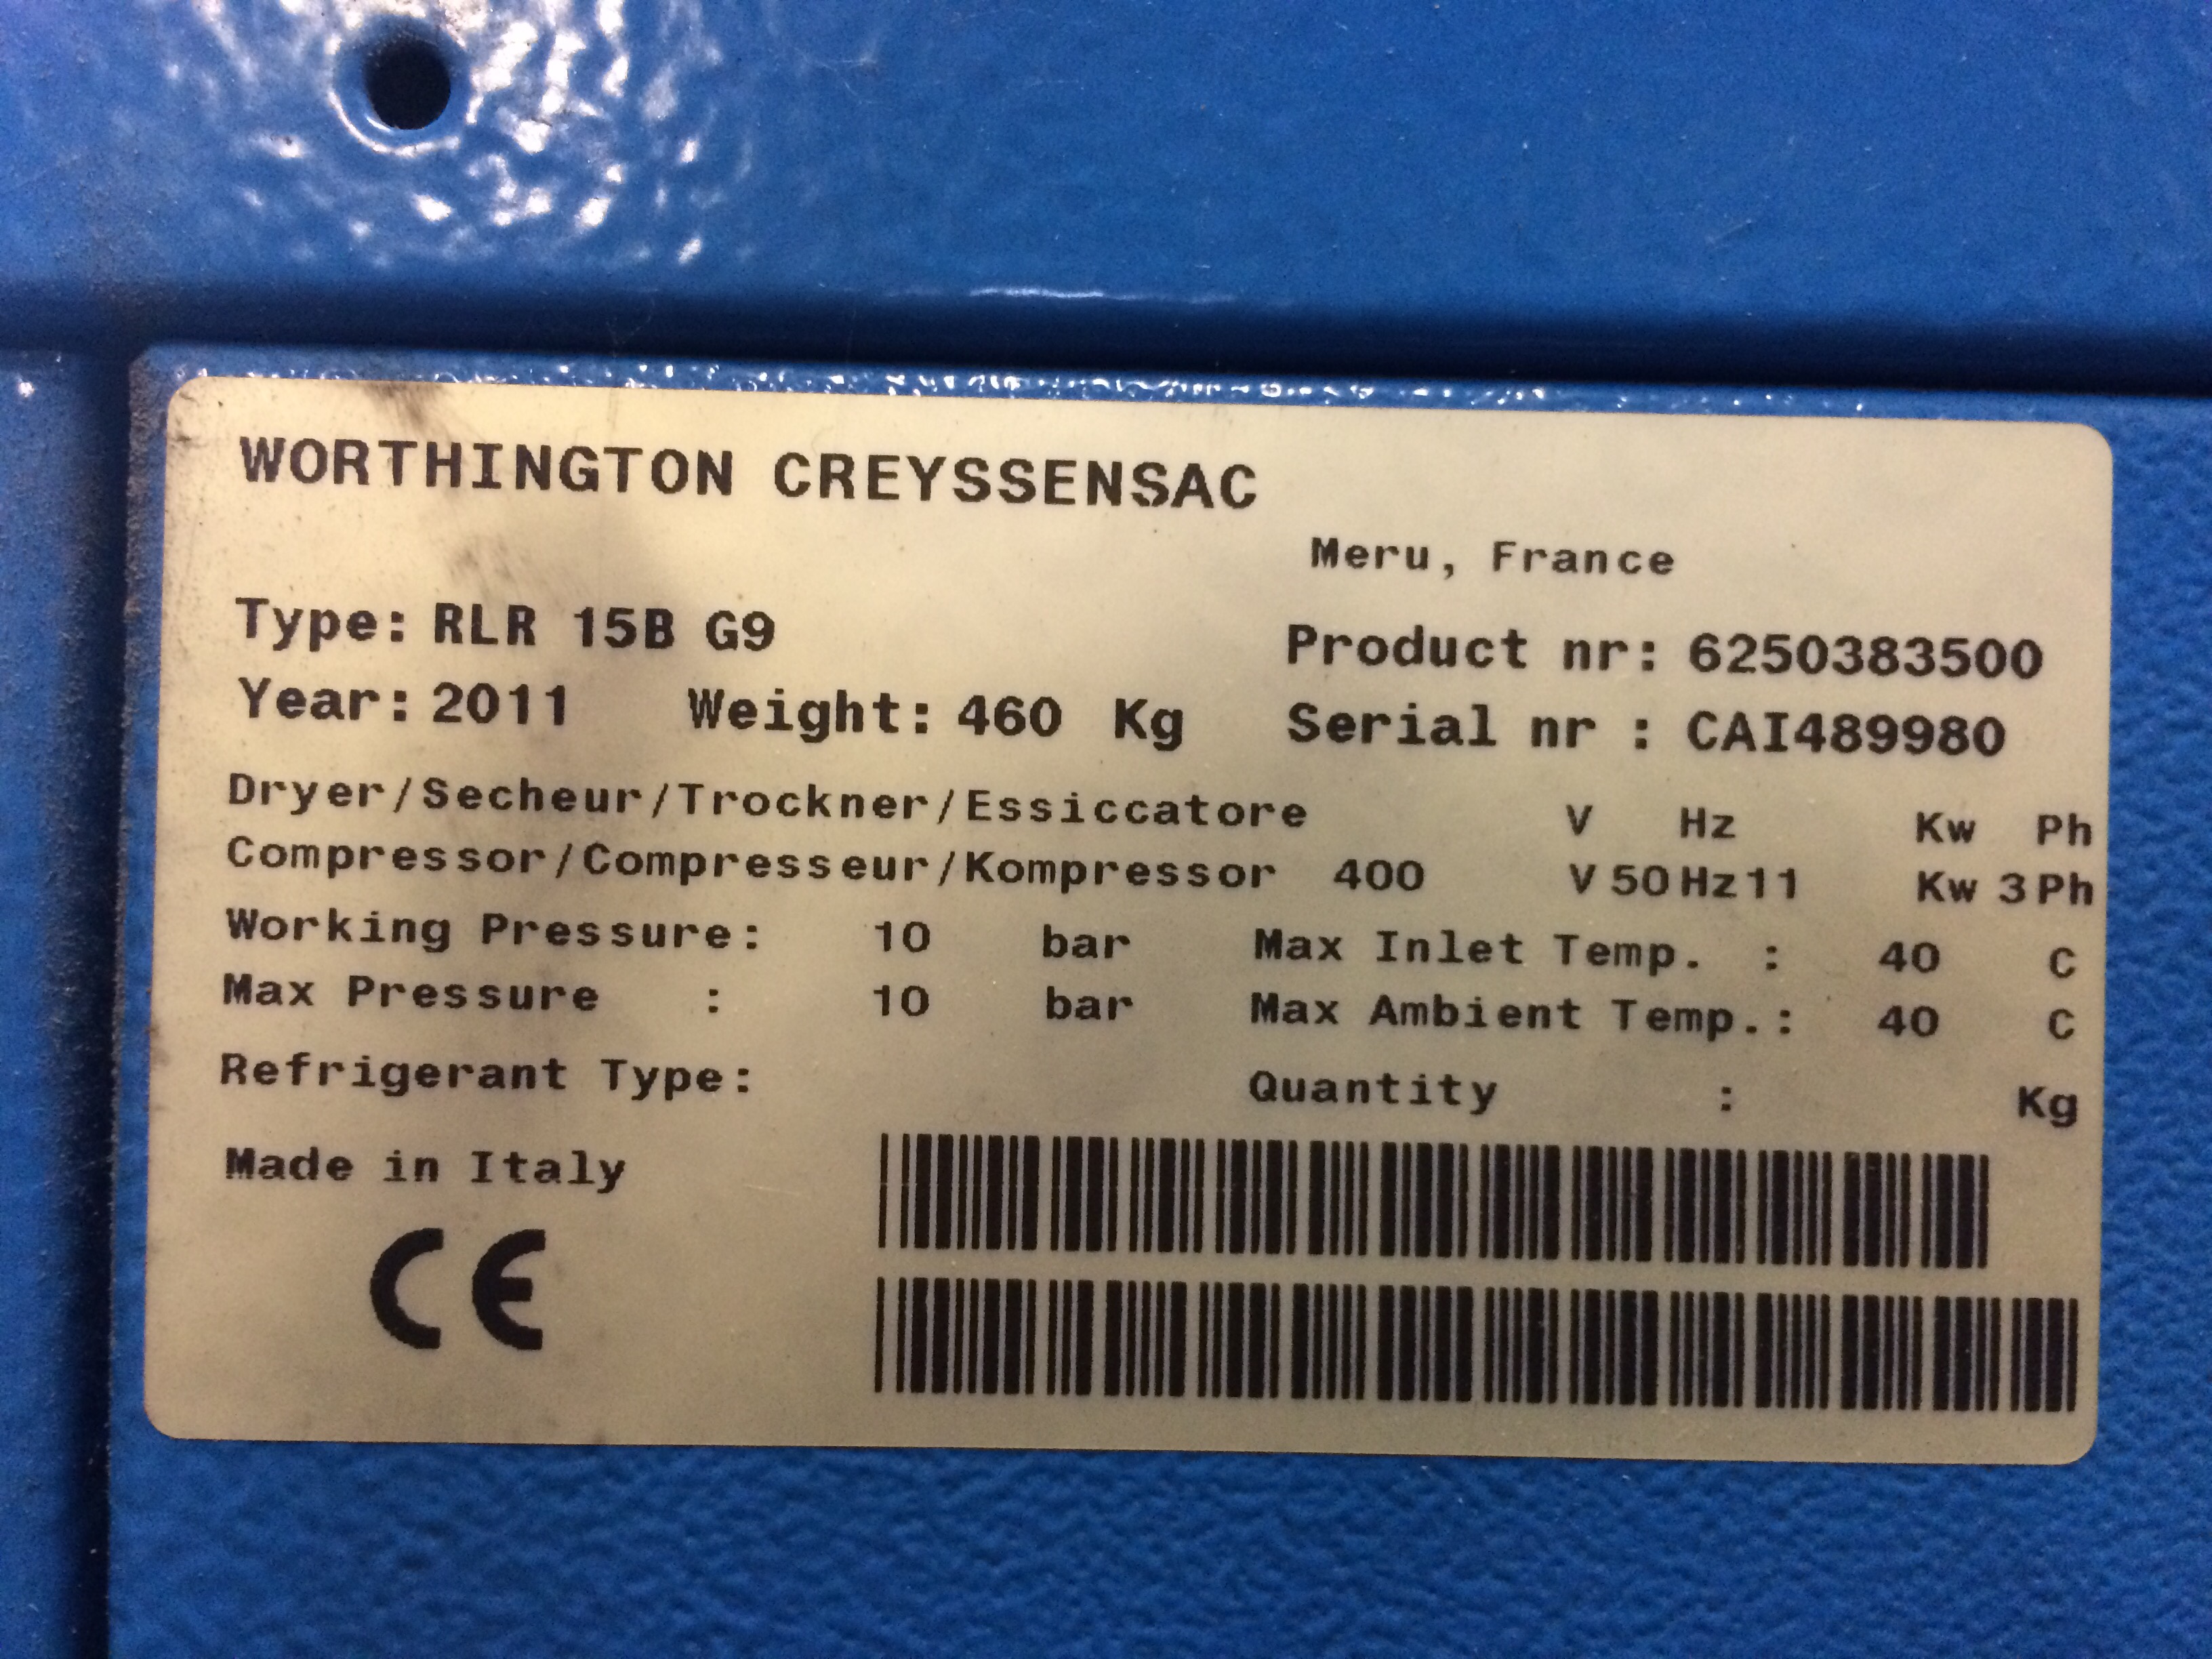 WORTHINGTON CREYSSENSAC
Meru, France
Type: RLR 15B G9 Product nr: 6250383500
Year: 2011 Weight: 460 Kg Serial nr : CAI489980
Dryer/Secheur/Trockner/Essiccatore V Hz Kw Ph
Compressor/Compresseur/Kompressor 400 V 50 Hz 11 Kw 3 Ph
Working Pressure: 10 bar Max Inlet Temp. : 40 C
Max Pressure : 10 bar Max Ambient Temp.: 40 C
Refrigerant Type: Quantity : Kg
Made in Italy
CE